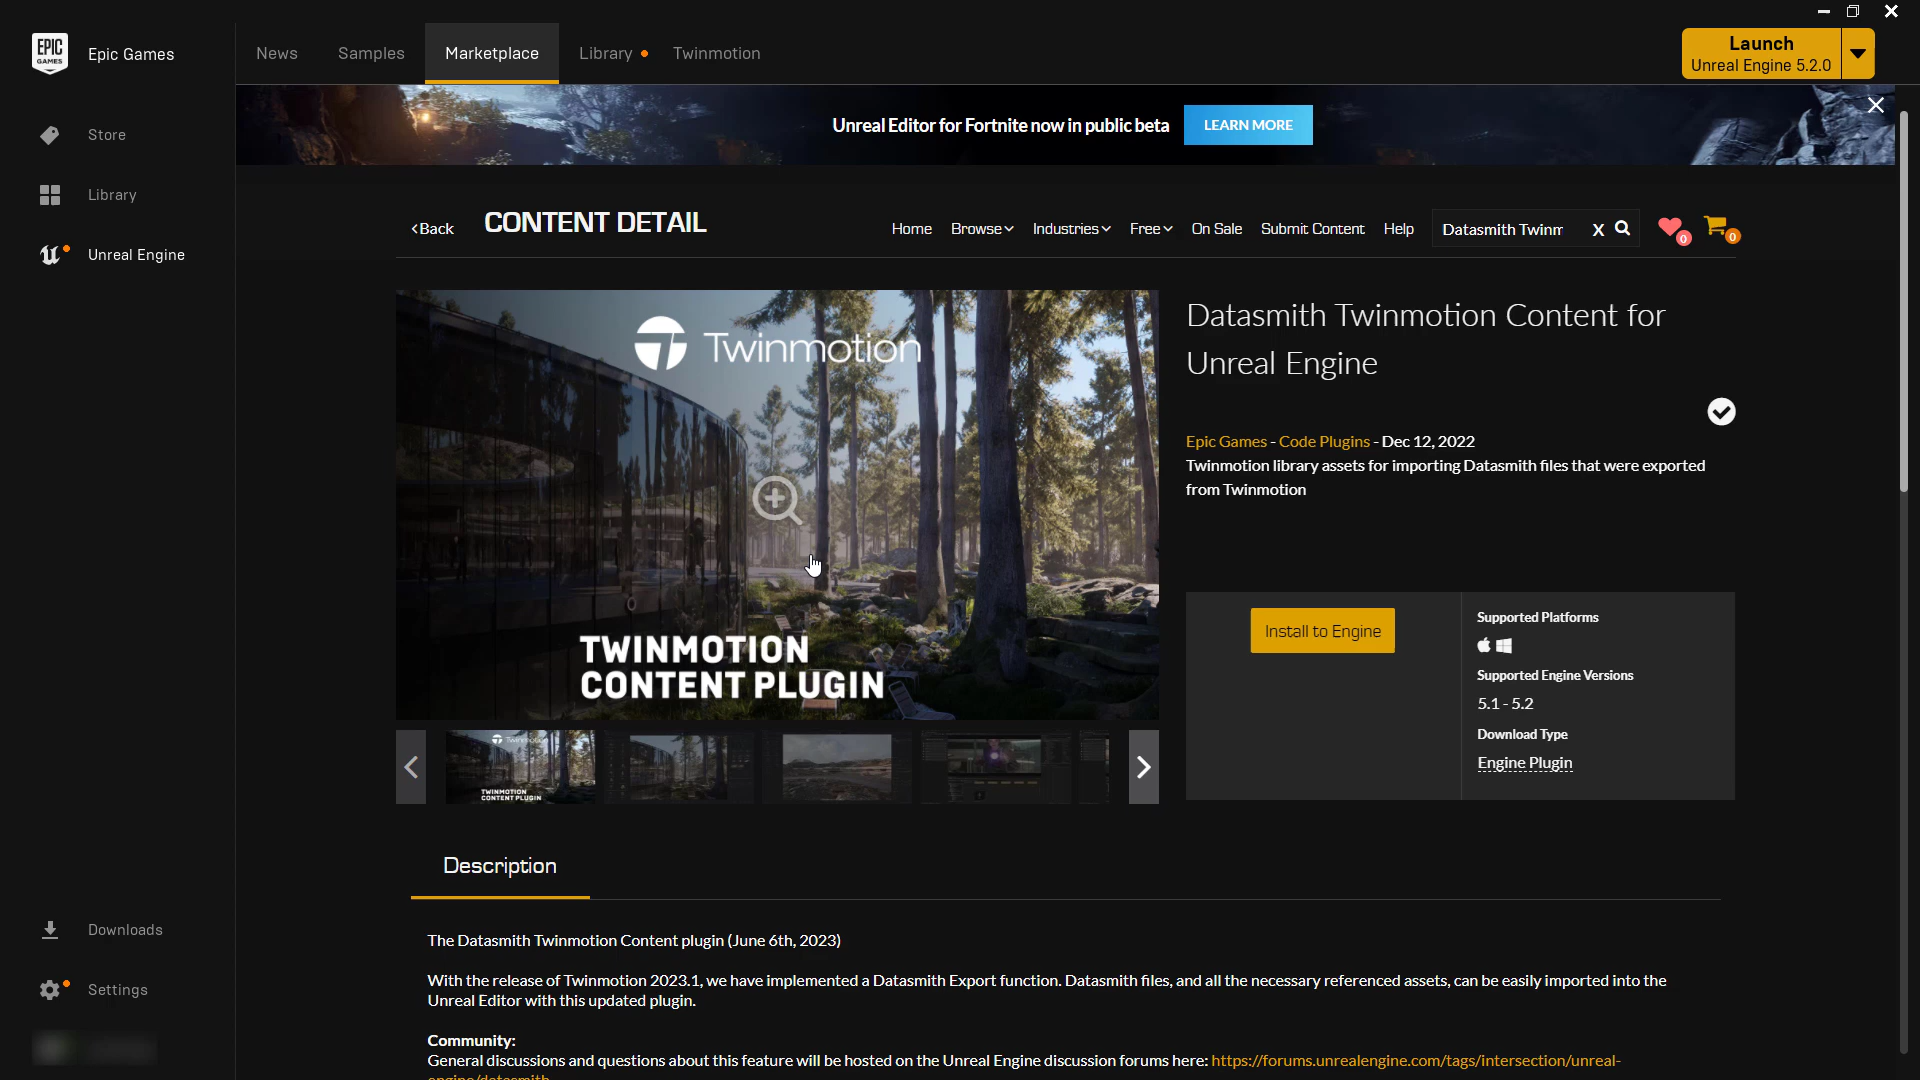 EPIC GAMES
Epic Games
News
Samples
Marketplace
Library
Twinmotion
Launch
Unreal Engine 5.2.0
Store
Library
Unreal Engine
Unreal Editor for Fortnite now in public beta
LEARN MORE
Back
CONTENT DETAIL
Home
Browse
Industries
Free
On Sale
Submit Content
Help
Datasmith Twinm
X
0
0
Twinmotion
TWINMOTION
CONTENT PLUGIN
Datasmith Twinmotion Content for
Unreal Engine
Epic Games - Code Plugins - Dec 12, 2022
Twinmotion library assets for importing Datasmith files that were exported
from Twinmotion
Install to Engine
Supported Platforms
Supported Engine Versions
5.1 - 5.2
Download Type
Engine Plugin
TWINMOTION
CONTENT PLUGIN
Description
The Datasmith Twinmotion Content plugin (June 6th, 2023)
With the release of Twinmotion 2023.1, we have implemented a Datasmith Export function. Datasmith files, and all the necessary referenced assets, can be easily imported into the
Unreal Editor with this updated plugin.
Community:
General discussions and questions about this feature will be hosted on the Unreal Engine discussion forums here: https://forums.unrealengine.com/tags/intersection/unreal-
engine/datasmith
Downloads
Settings